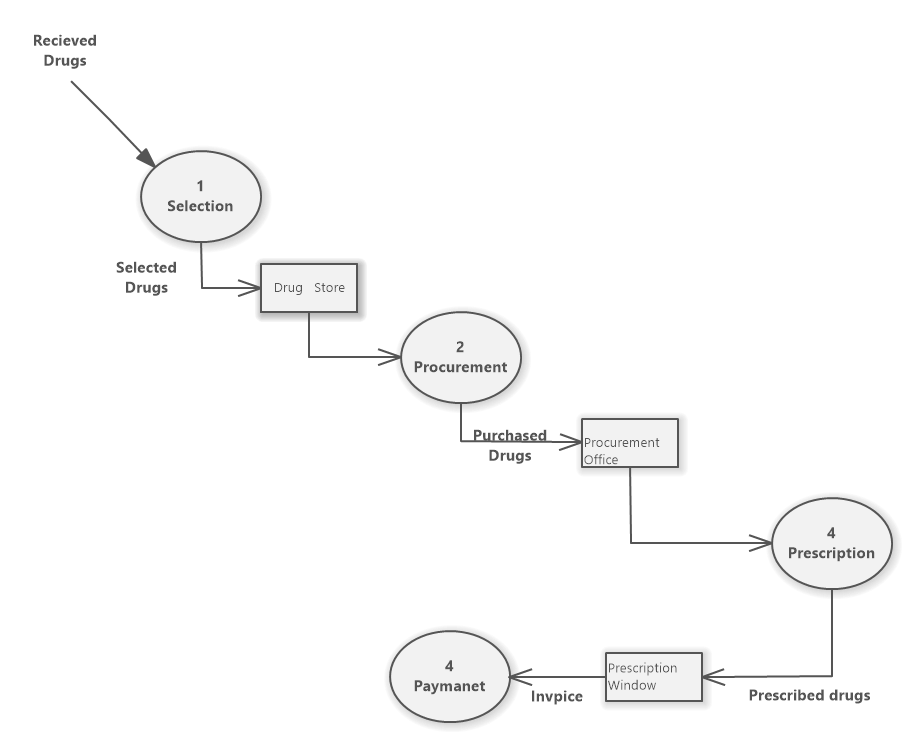 Recieved
Drugs
1
Selection
Selected
Drugs
Drug Store
2
Procurement
Purchased
Drugs
Procurement
Office
4
Prescription
Prescribed drugs
Prescription
Window
Invpice
4
Paymanet